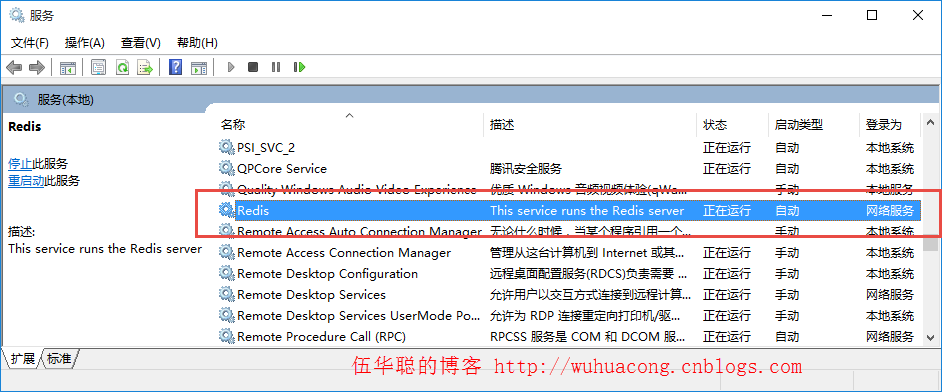 服务
文件(F) 操作(A) 查看(V) 帮助(H)
服务(本地)
Redis
停止此服务
重启动此服务
描述:
This service runs the Redis server
名称 描述 状态 启动类型 登录为
PSI_SVC_2 正在运行 自动 本地系统
QPCore Service 腾讯安全服务 正在运行 自动 本地系统
Quality Windows Audio Video Experience 优质 Windows 音频视频体验(qWa... 手动 本地服务
Redis This service runs the Redis server 正在运行 自动 网络服务
Remote Access Auto Connection Manager 无论什么时候，当某个程序引用一个... 手动 本地系统
Remote Access Connection Manager 管理从这台计算机到 Internet 或其... 正在运行 手动 本地系统
Remote Desktop Configuration 远程桌面配置服务(RDCS)负责需要 ... 正在运行 手动 本地系统
Remote Desktop Services 允许用户以交互方式连接到远程计算... 正在运行 手动 网络服务
Remote Desktop Services UserMode Po... 允许为 RDP 连接重定向打印机/驱... 正在运行 手动 本地系统
Remote Procedure Call (RPC) RPCSS 服务是 COM 和 DCOM 服... 正在运行 自动 网络服务
扩展 标准
伍华聪的博客 http://wuhuacong.cnblogs.com